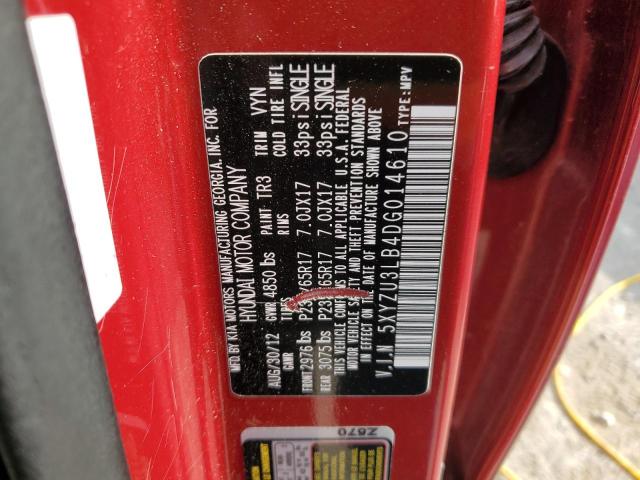 MFD BY KIA MOTORS MANUFACTURING GEORGIA, INC. FOR
HYUNDAI MOTOR COMPANY
AUG/30/12 GVWR 4850 lbs PAINT TR3 TRIM VYN
GAWR TIRES RIMS COLD TIRE INFL
FRONT 2976 lbs 65R17 7.0JX17 33psi SINGLE
REAR 3075 lbs 65R17 7.0JX17 33psi SINGLE
THIS VEHICLE CONFORMS TO ALL APPLICABLE U.S.A. FEDERAL
MOTOR VEHICLE SAFETY AND THEFT PREVENTION STANDARDS
IN EFFECT ON DATE OF MANUFACTURE SHOWN ABOVE
V.I.N 5XYZU3LB4DG014610 TYPE:MPV
Z670